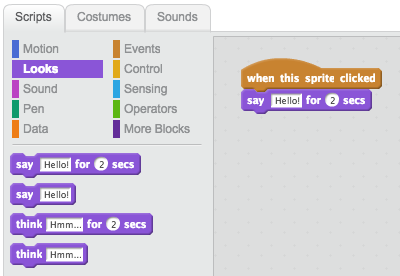 Scripts Costumes Sounds
Motion Events
Looks Control
Sound Sensing
Pen Operators
Data More Blocks
say Hello! for 2 secs
say Hello!
think Hmm... for 2 secs
think Hmm...
when this sprite clicked
say Hello! for 2 secs